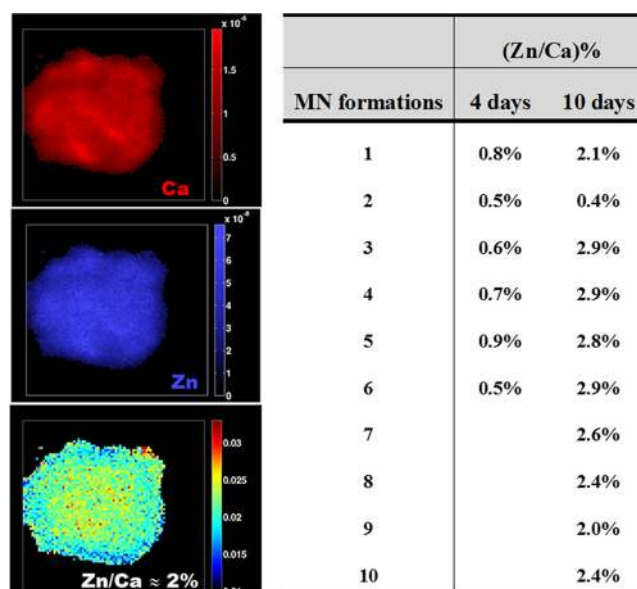 x 10⁻⁶
1.5
1
0.5
0
Ca
x 10⁻⁸
7
6
5
4
3
2
1
0
Zn
0.03
0.025
0.02
0.015
Zn/Ca ≈ 2%
(Zn/Ca)%
MN formations 4 days 10 days
1 0.8% 2.1%
2 0.5% 0.4%
3 0.6% 2.9%
4 0.7% 2.9%
5 0.9% 2.8%
6 0.5% 2.9%
7 2.6%
8 2.4%
9 2.0%
10 2.4%